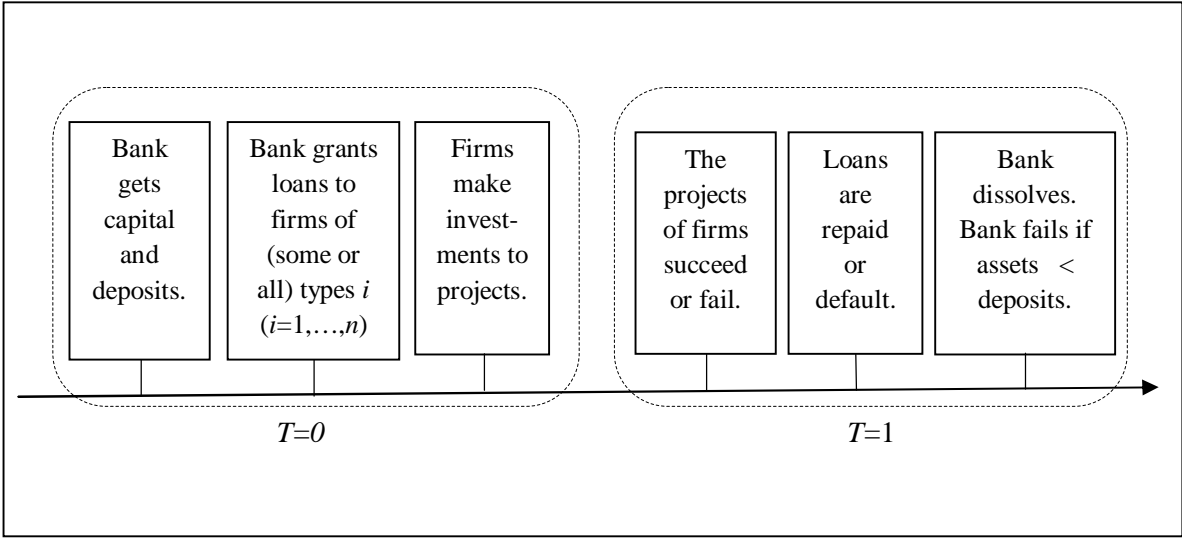 Bank
gets
capital
and
deposits.
Bank grants
loans to
firms of
(some or
all) types i
(i=1,…,n)
Firms
make
invest-
ments to
projects.
The
projects
of firms
succeed
or fail.
Loans
are
repaid
or
default.
Bank
dissolves.
Bank fails if
assets <
deposits.
T=0
T=1